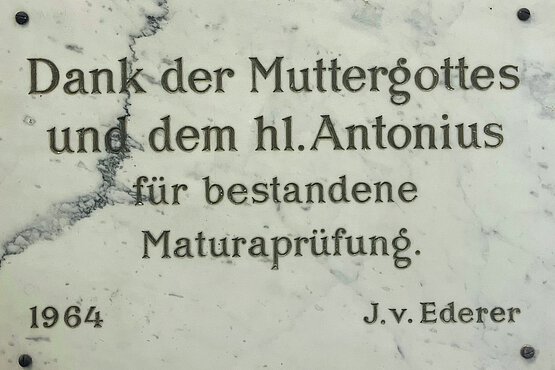 Dank der Muttergottes
und dem hl. Antonius
für bestandene
Maturaprüfung.
1964 J. v. Ederer